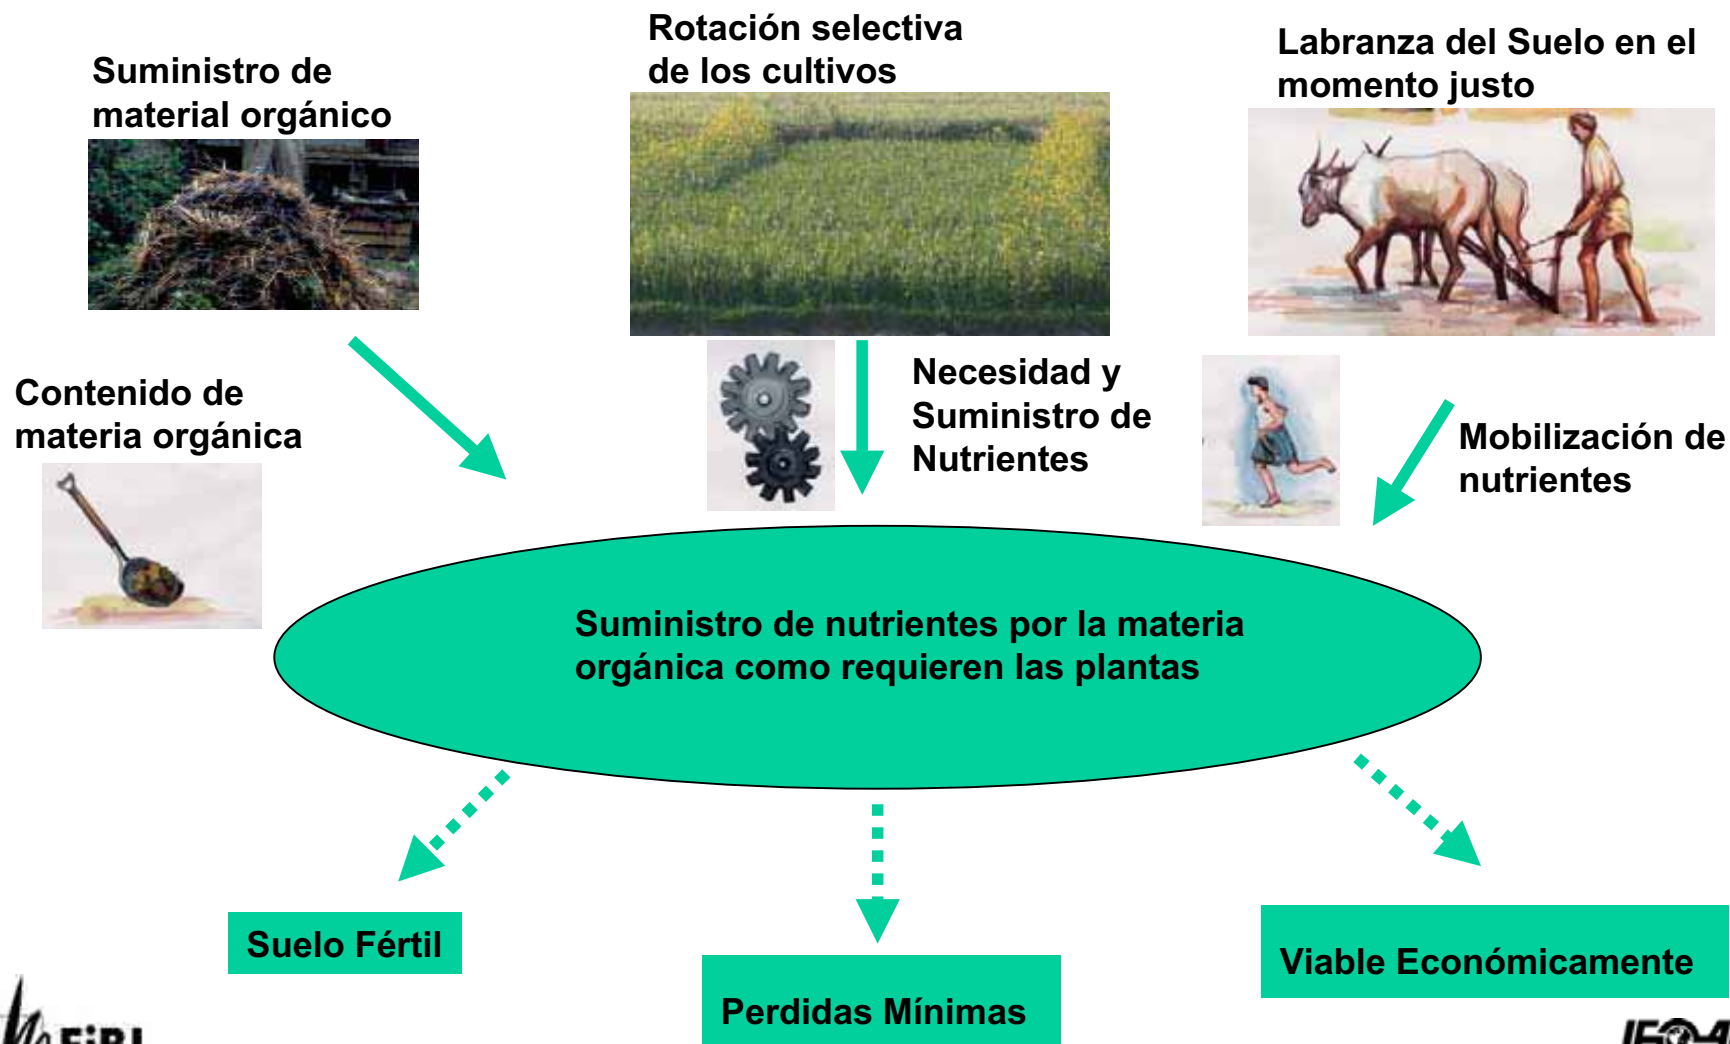 Suministro de
material orgánico
Rotación selectiva
de los cultivos
Labranza del Suelo en el
momento justo
Contenido de
materia orgánica
Necesidad y
Suministro de
Nutrientes
Mobilización de
nutrientes
Suministro de nutrientes por la materia
orgánica como requieren las plantas
Suelo Fértil
Perdidas Mínimas
Viable Económicamente
FiBL